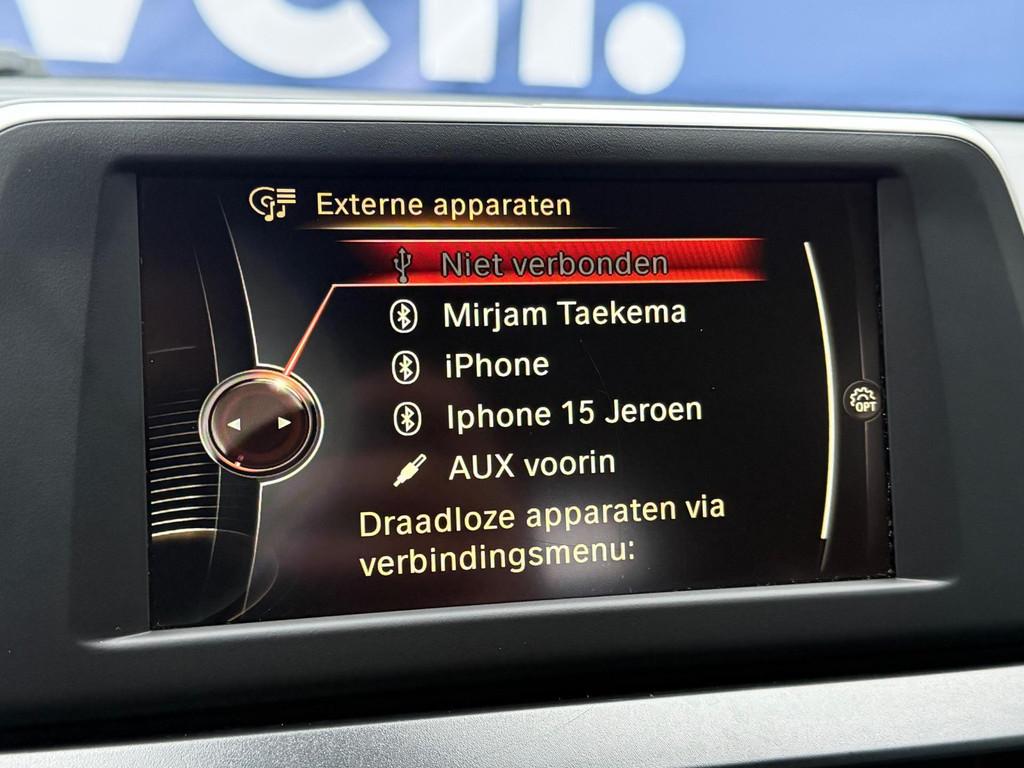 Externe apparaten
Niet verbonden
Mirjam Taekema
iPhone
Iphone 15 Jeroen
AUX voorin
OPT
Draadloze apparaten via
verbindingsmenu: